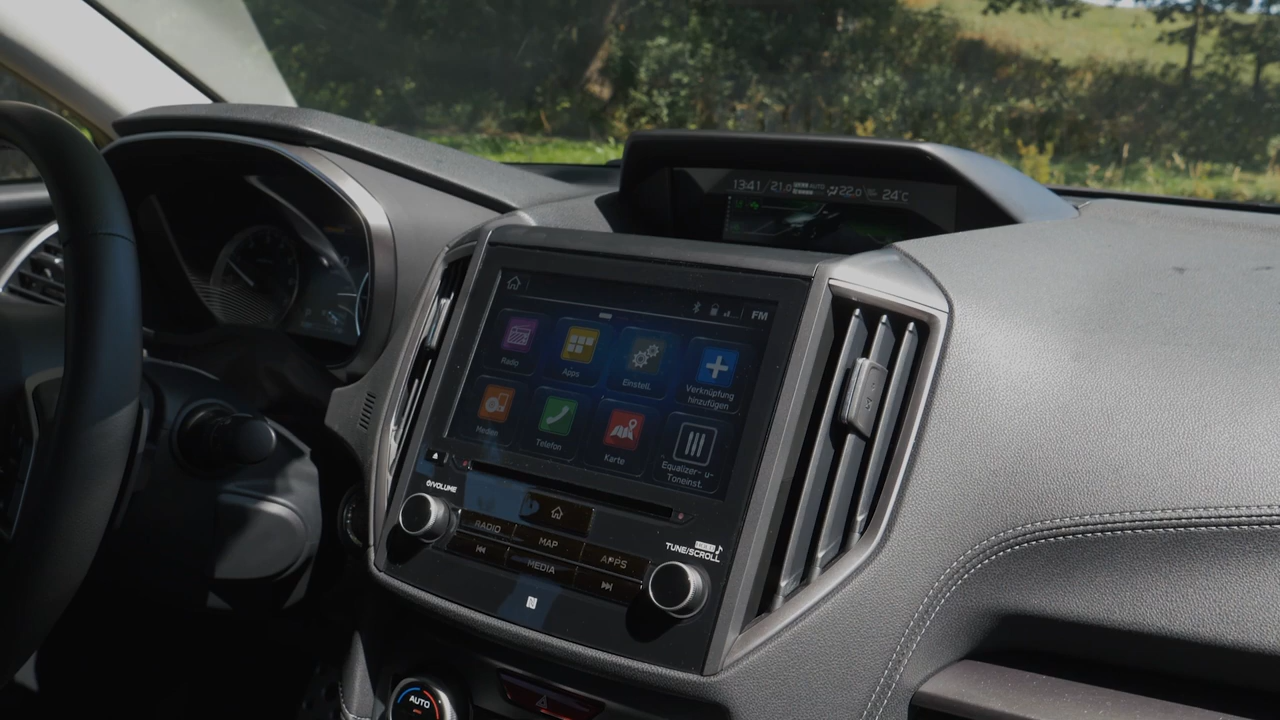 13:41 21.0 AUTO 22.0 24°C
FM
Radio
Apps
Einstell.
Verknüpfung
hinzufügen
Medien
Telefon
Karte
Equalizer- u-
Toneinst.
VOLUME
RADIO
MAP
APPS
MEDIA
TUNE/SCROLL
AUTO